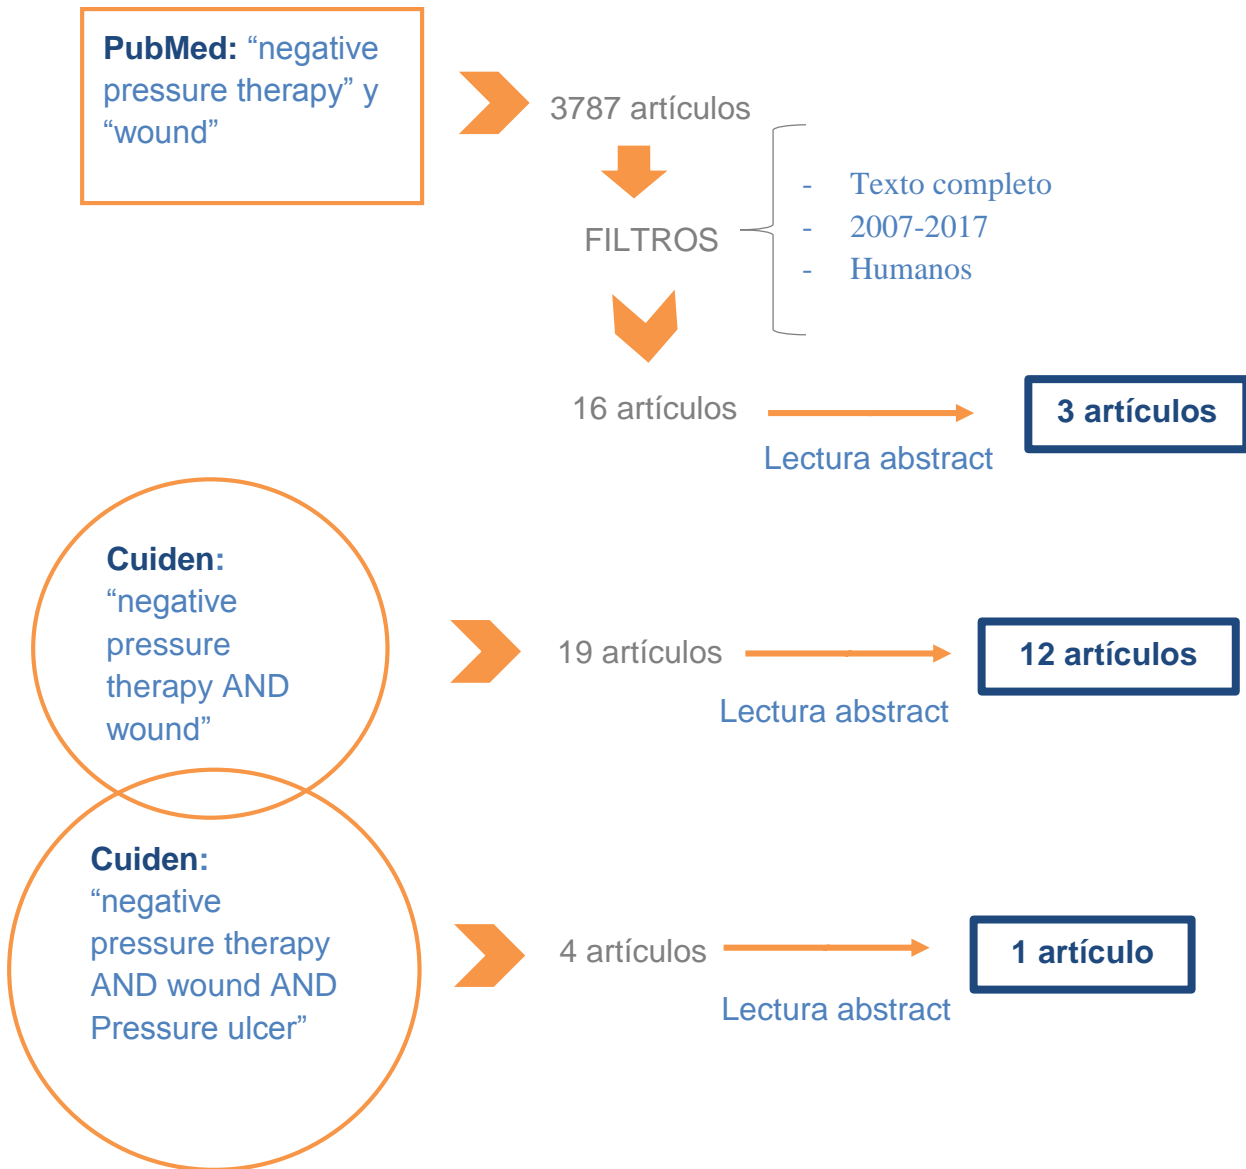 PubMed: “negative
pressure therapy” y
“wound”
3787 artículos
FILTROS
- Texto completo
- 2007-2017
- Humanos
16 artículos
Lectura abstract
3 artículos
Cuiden:
“negative
pressure
therapy AND
wound”
19 artículos
Lectura abstract
12 artículos
Cuiden:
“negative
pressure therapy
AND wound AND
Pressure ulcer”
4 artículos
Lectura abstract
1 artículo